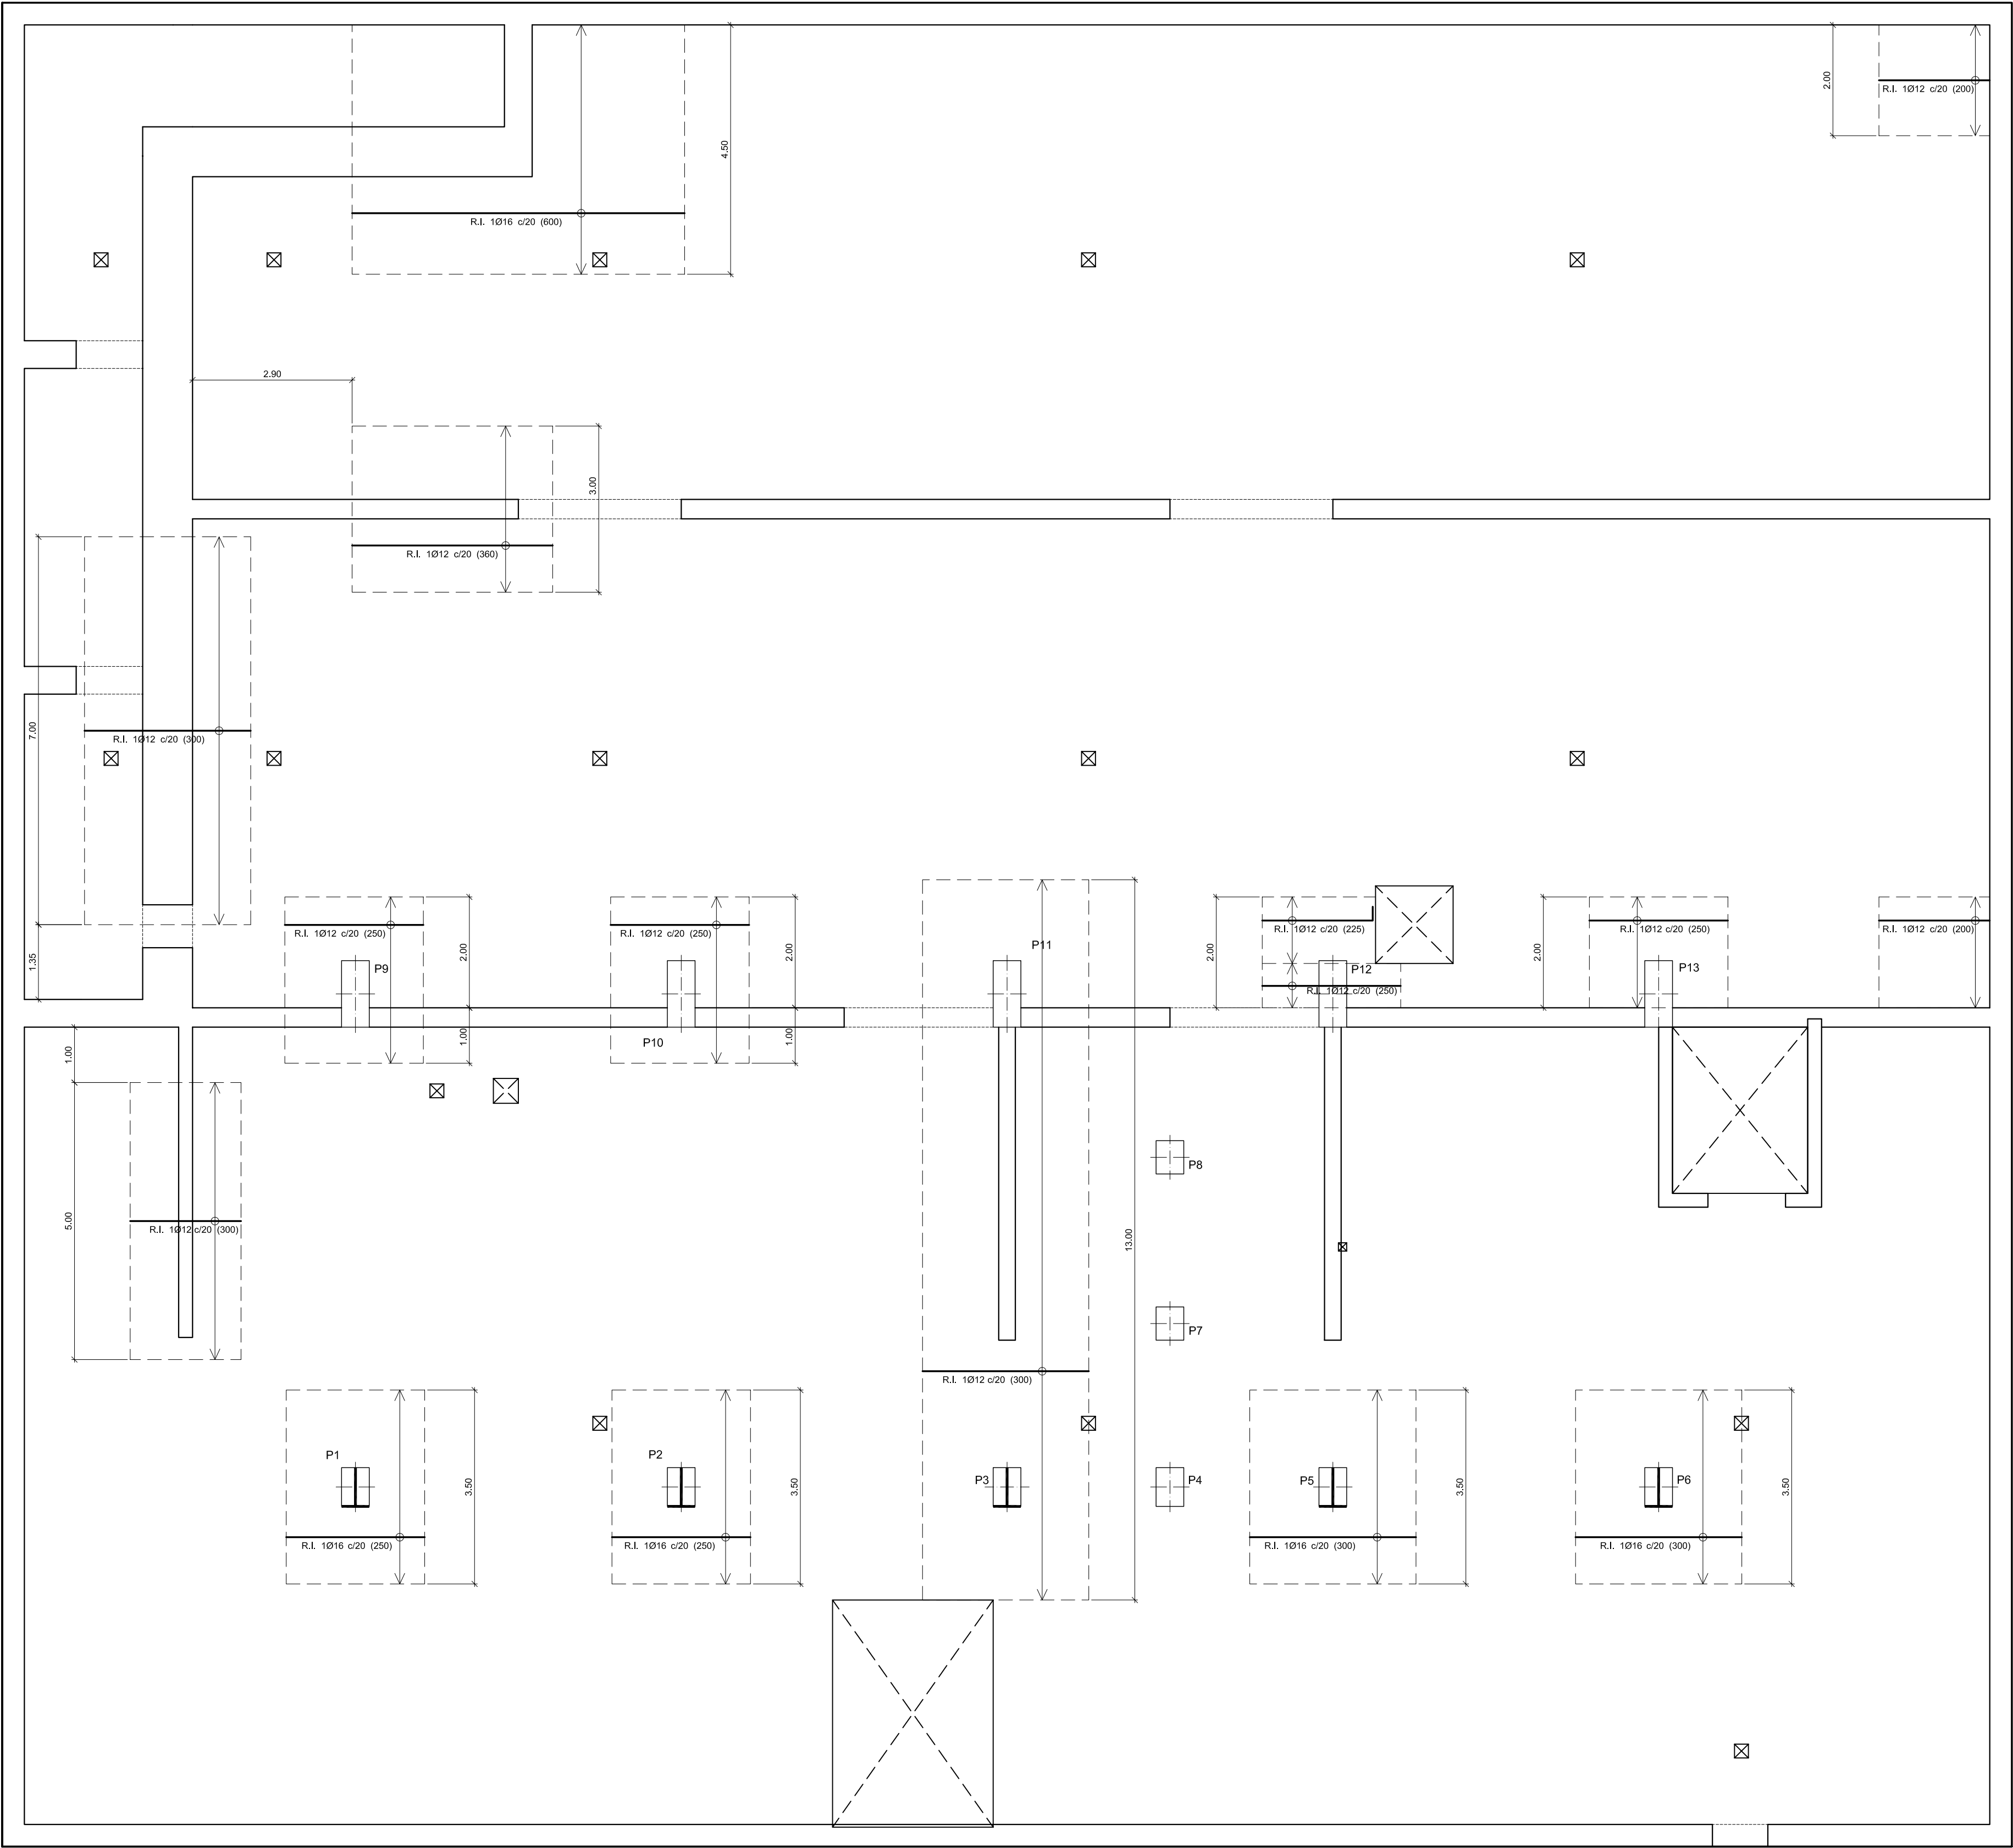 2.00
R.I. 1Ø12 c/20 (200)
4.50
R.I. 1Ø16 c/20 (600)
2.90
3.00
R.I. 1Ø12 c/20 (360)
7.00
R.I. 1Ø12 c/20 (300)
1.35
R.I. 1Ø12 c/20 (250)
2.00
P9
1.00
R.I. 1Ø12 c/20 (250)
2.00
P10
1.00
P11
2.00
R.I. 1Ø12 c/20 (225)
P12
R.I. 1Ø12 c/20 (250)
2.00
R.I. 1Ø12 c/20 (250)
P13
R.I. 1Ø12 c/20 (200)
1.00
5.00
R.I. 1Ø12 c/20 (300)
P8
13.00
P7
R.I. 1Ø12 c/20 (300)
P1
3.50
R.I. 1Ø16 c/20 (250)
P2
3.50
R.I. 1Ø16 c/20 (250)
P3
P4
P5
3.50
R.I. 1Ø16 c/20 (300)
P6
3.50
R.I. 1Ø16 c/20 (300)